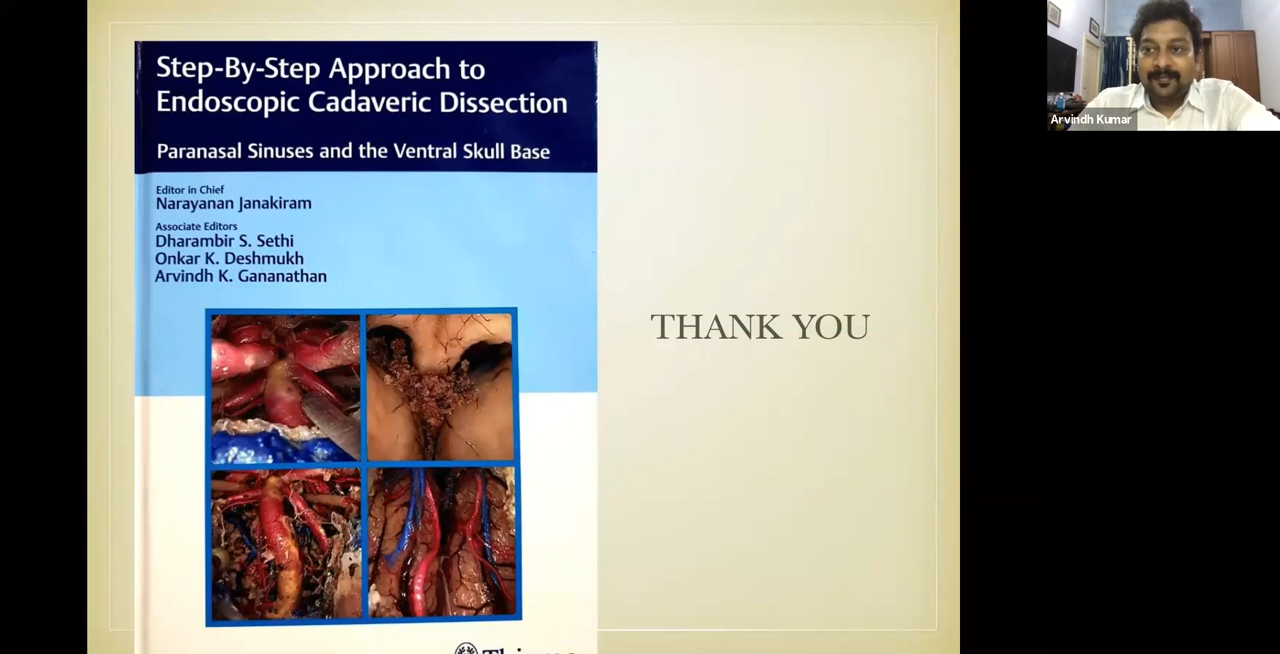 Step-By-Step Approach to
Endoscopic Cadaveric Dissection
Paranasal Sinuses and the Ventral Skull Base
Editor in Chief
Narayanan Janakiram
Associate Editors
Dharambir S. Sethi
Onkar K. Deshmukh
Arvindh K. Gananathan
THANK YOU
Arvindh Kumar